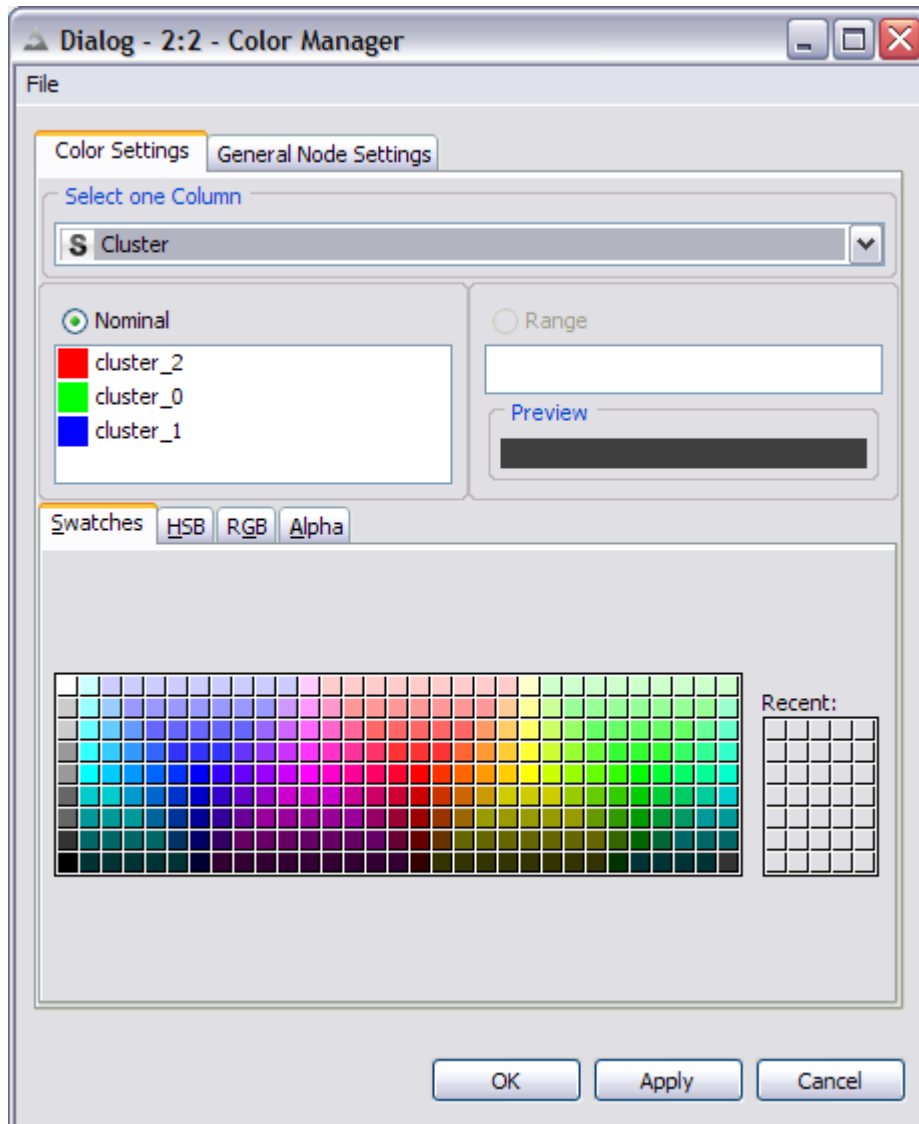 Dialog - 2:2 - Color Manager
File
Color Settings General Node Settings
Select one Column
S Cluster
Nominal
cluster_2
cluster_0
cluster_1
Range
Preview
Swatches HSB RGB Alpha
Recent:
OK Apply Cancel